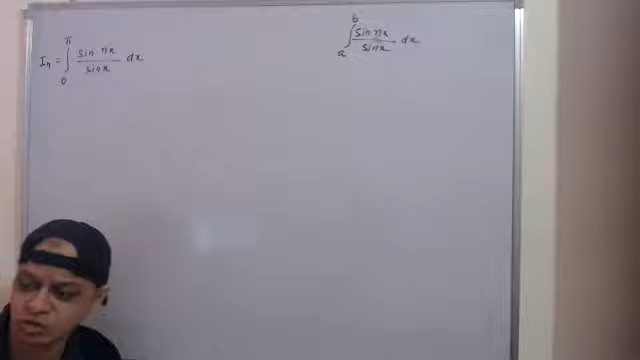 Iₙ = ∫₀^π sin nx / sin x dx
∫ₐ^b sin nx / sin x dx